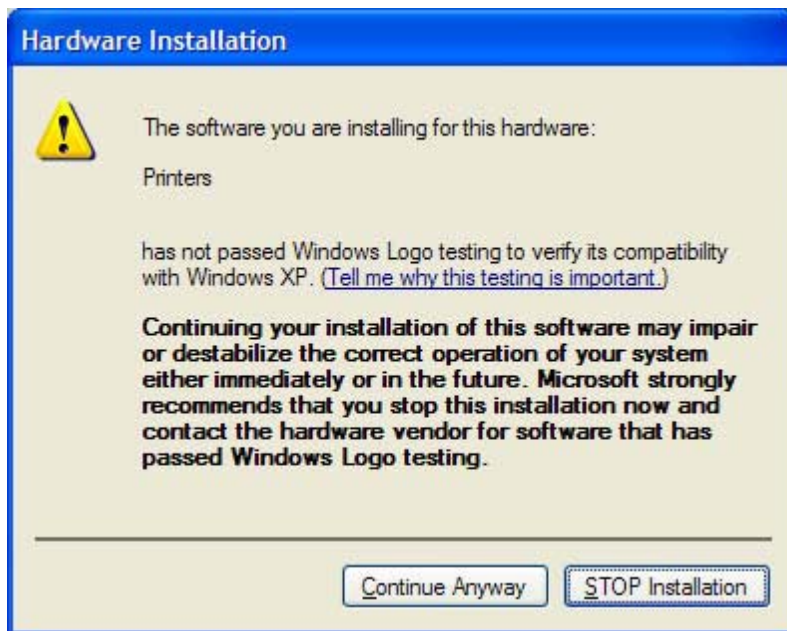 Hardware Installation
The software you are installing for this hardware:
Printers
has not passed Windows Logo testing to verify its compatibility
with Windows XP. (Tell me why this testing is important.)
Continuing your installation of this software may impair
or destabilize the correct operation of your system
either immediately or in the future. Microsoft strongly
recommends that you stop this installation now and
contact the hardware vendor for software that has
passed Windows Logo testing.
Continue Anyway
STOP Installation